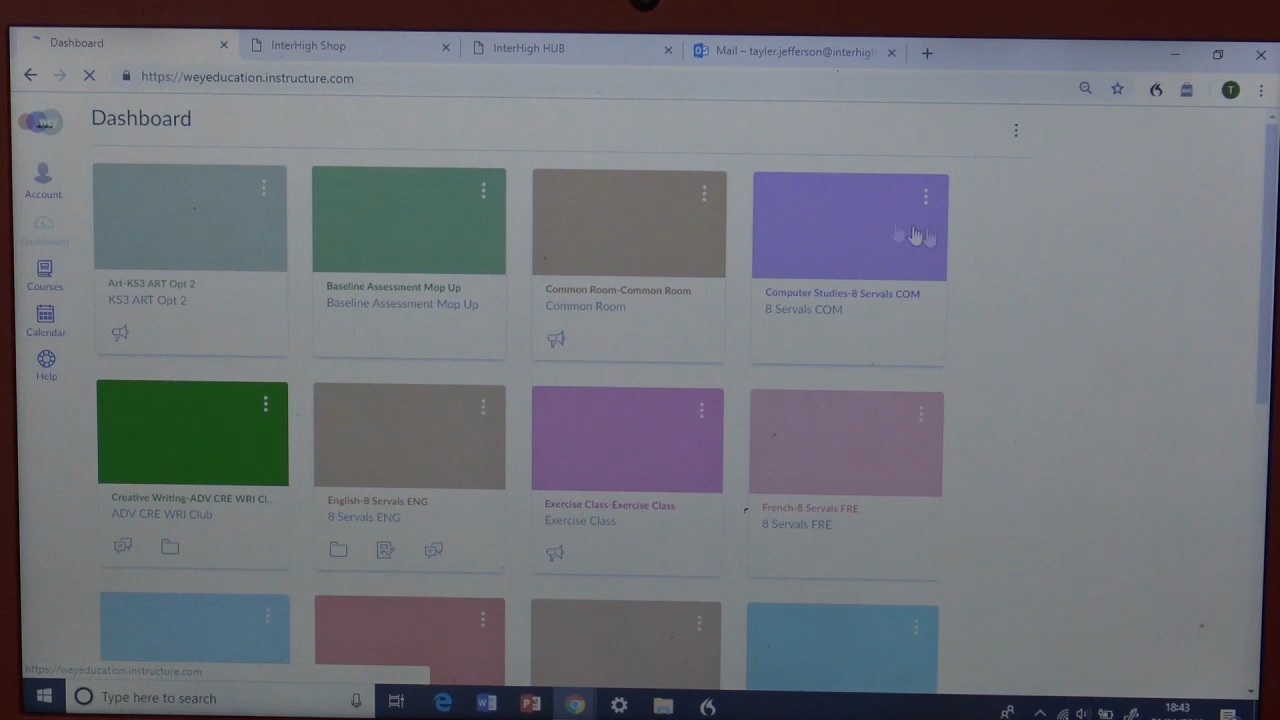 Dashboard
InterHigh Shop
InterHigh HUB
Mail – tayler.jefferson@interhigh
https://weyeducation.instructure.com
T
wey
Dashboard
Account
Dashboard
Courses
Calendar
Help
Art-KS3 ART Opt 2
KS3 ART Opt 2
Baseline Assessment Mop Up
Baseline Assessment Mop Up
Common Room-Common Room
Common Room
Computer Studies-8 Servals COM
8 Servals COM
Creative Writing-ADV CRE WRI Cl...
ADV CRE WRI Club
English-8 Servals ENG
8 Servals ENG
Exercise Class-Exercise Class
Exercise Class
French-8 Servals FRE
8 Servals FRE
https://weyeducation.instructure.com
Type here to search
18:43